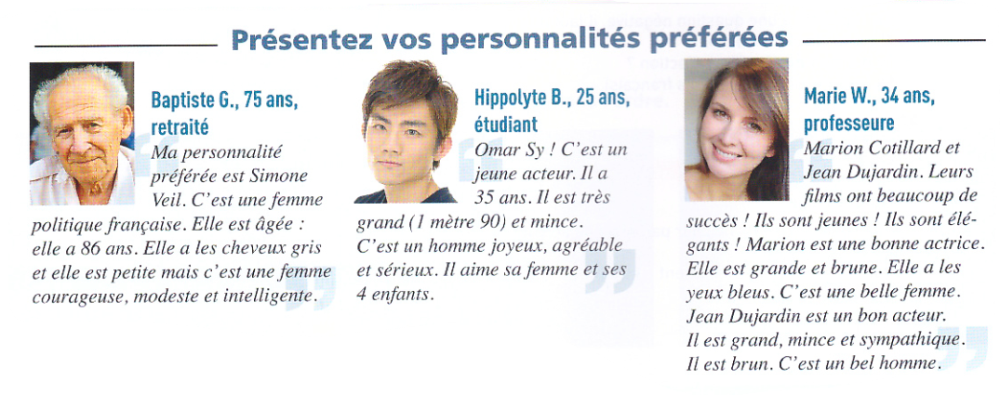 Présentez vos personnalités préférées
Baptiste G., 75 ans,
retraité
Ma personnalité
préférée est Simone
Veil. C'est une femme
politique française. Elle est âgée :
elle a 86 ans. Elle a les cheveux gris
et elle est petite mais c'est une femme
courageuse, modeste et intelligente.
Hippolyte B., 25 ans,
étudiant
Omar Sy ! C'est un
jeune acteur. Il a
35 ans. Il est très
grand (1 mètre 90) et mince.
C'est un homme joyeux, agréable
et sérieux. Il aime sa femme et ses
4 enfants.
Marie W., 34 ans,
professeure
Marion Cotillard et
Jean Dujardin. Leurs
films ont beaucoup de
succès ! Ils sont jeunes ! Ils sont élé-
gants ! Marion est une bonne actrice.
Elle est grande et brune. Elle a les
yeux bleus. C'est une belle femme.
Jean Dujardin est un bon acteur.
Il est grand, mince et sympathique.
Il est brun. C'est un bel homme.